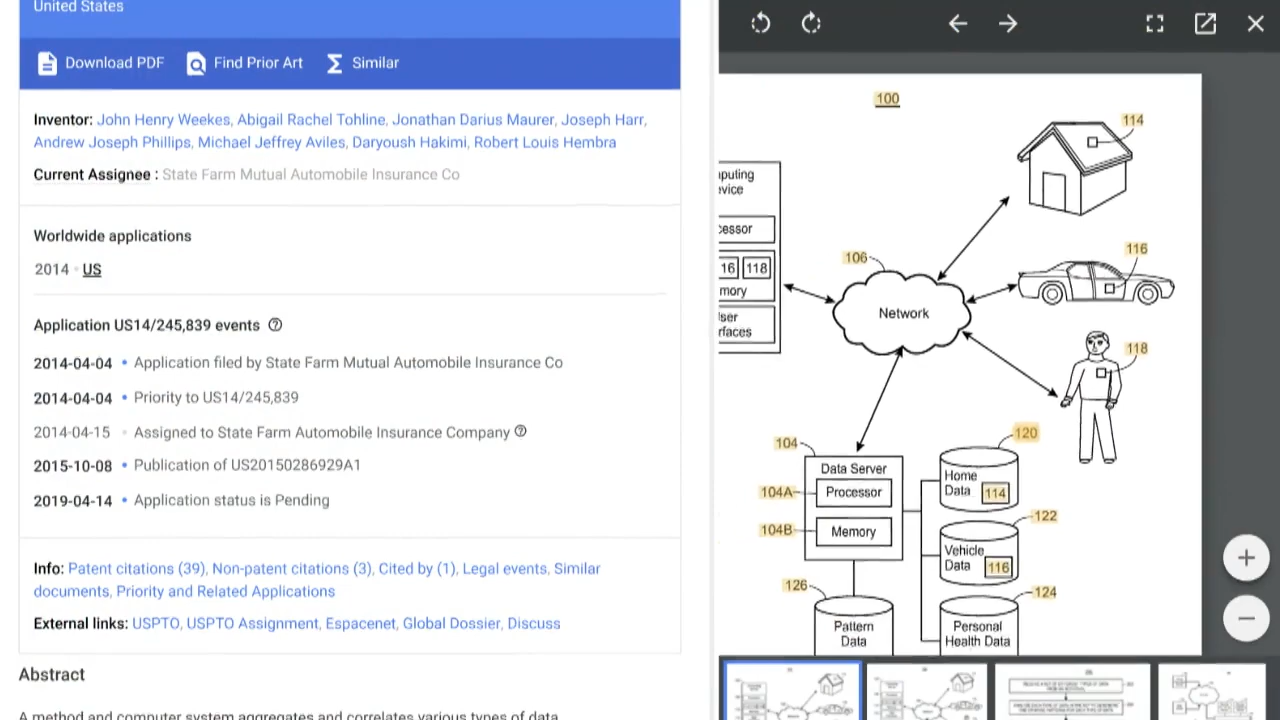 United States
Download PDF Find Prior Art Similar
Inventor: John Henry Weekes, Abigail Rachel Tohline, Jonathan Darius Maurer, Joseph Harr,
Andrew Joseph Phillips, Michael Jeffrey Aviles, Daryoush Hakimi, Robert Louis Hembra
Current Assignee : State Farm Mutual Automobile Insurance Co
Worldwide applications
2014 US
Application US14/245,839 events
2014-04-04 • Application filed by State Farm Mutual Automobile Insurance Co
2014-04-04 • Priority to US14/245,839
2014-04-15 • Assigned to State Farm Automobile Insurance Company
2015-10-08 • Publication of US20150286929A1
2019-04-14 • Application status is Pending
Info: Patent citations (39), Non-patent citations (3), Cited by (1), Legal events, Similar
documents, Priority and Related Applications
External links: USPTO, USPTO Assignment, Espacenet, Global Dossier, Discuss
Abstract
A method and computer system aggregates and correlates various types of data
100
114
116
118
106
Network
16 118
104
Data Server
104A
Processor
104B
Memory
120
Home
Data 114
122
Vehicle
Data 116
126
Pattern
Data
124
Personal
Health Data